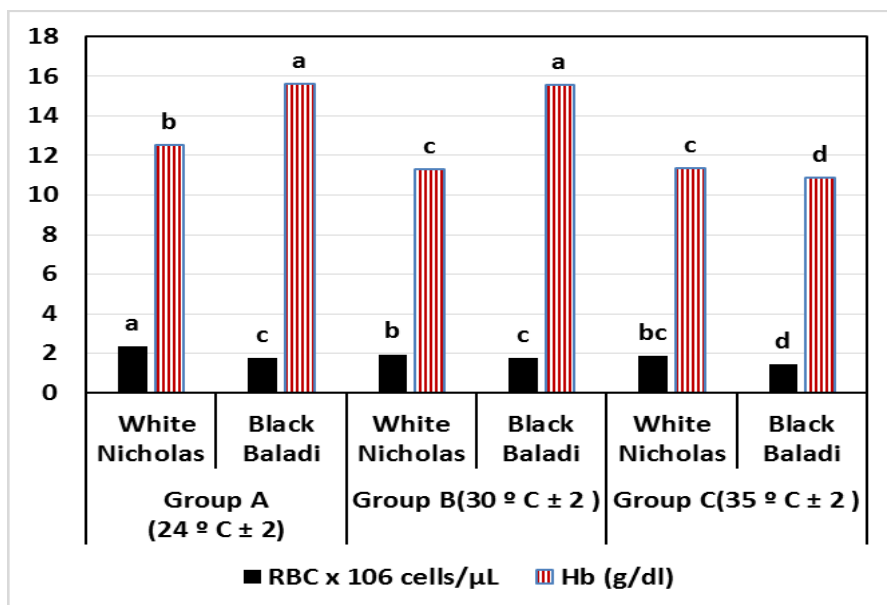 18
16
14
12
10
8
6
4
2
0
a b
c a
b c
c a
bc c
d d
White Nicholas
Black Baladi
White Nicholas
Black Baladi
White Nicholas
Black Baladi
Group A (24 º C ± 2)
Group B(30 º C ± 2 )
Group C(35 º C ± 2 )
RBC x 106 cells/µL
Hb (g/dl)